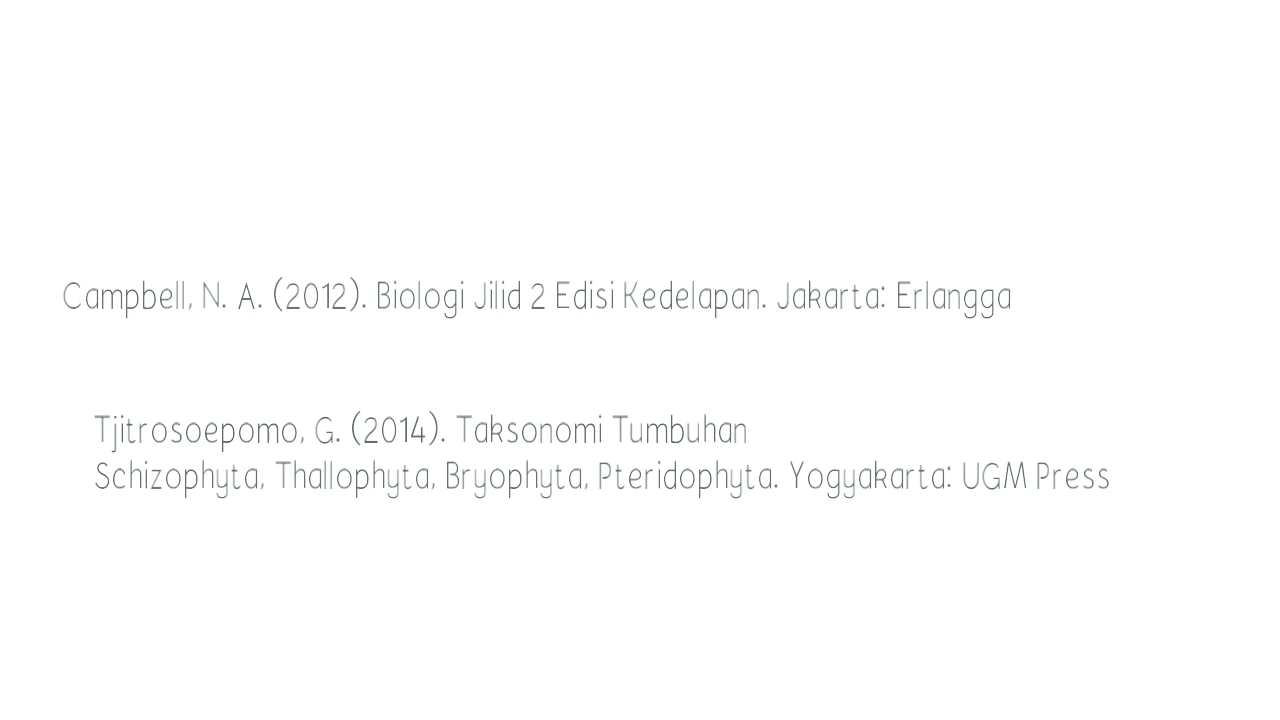 Campbell, N. A. (2012). Biologi Jilid 2 Edisi Kedelapan. Jakarta: Erlangga
Tjitrosoepomo, G. (2014). Taksonomi Tumbuhan
Schizophyta, Thallophyta, Bryophyta, Pteridophyta. Yogyakarta: UGM Press